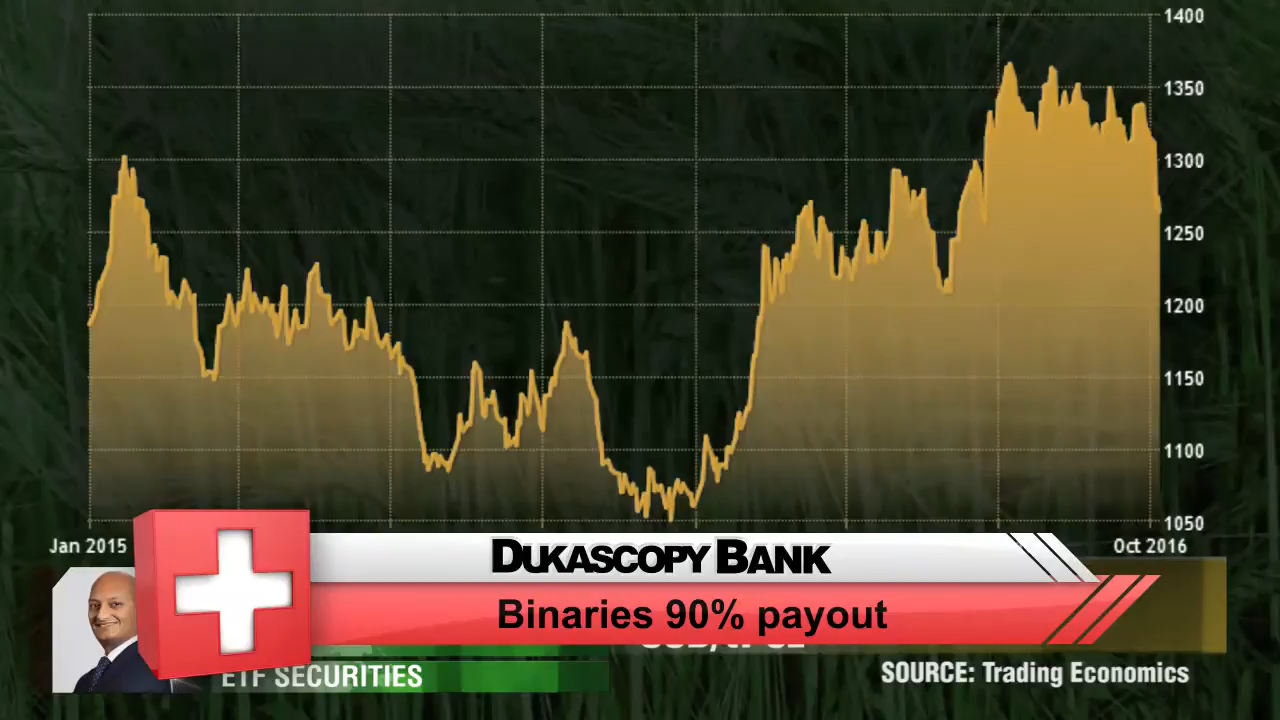 1400
1350
1300
1250
1200
1150
1100
1050
Jan 2015
Oct 2016
DUKASCOPY BANK
Binaries 90% payout
ETF SECURITIES
SOURCE: Trading Economics